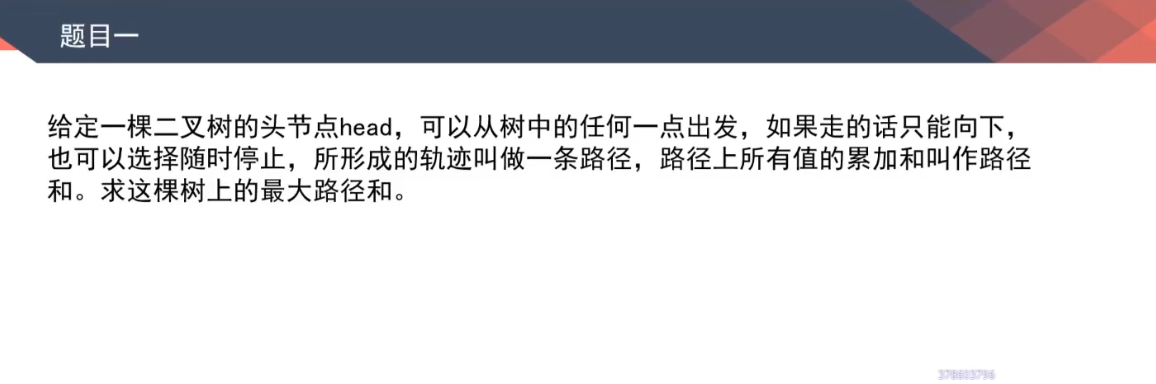 题目一
给定一棵二叉树的头节点head，可以从树中的任何一点出发，如果走的话只能向下，
也可以选择随时停止，所形成的轨迹叫做一条路径，路径上所有值的累加和叫作路径
和。求这棵树上的最大路径和。